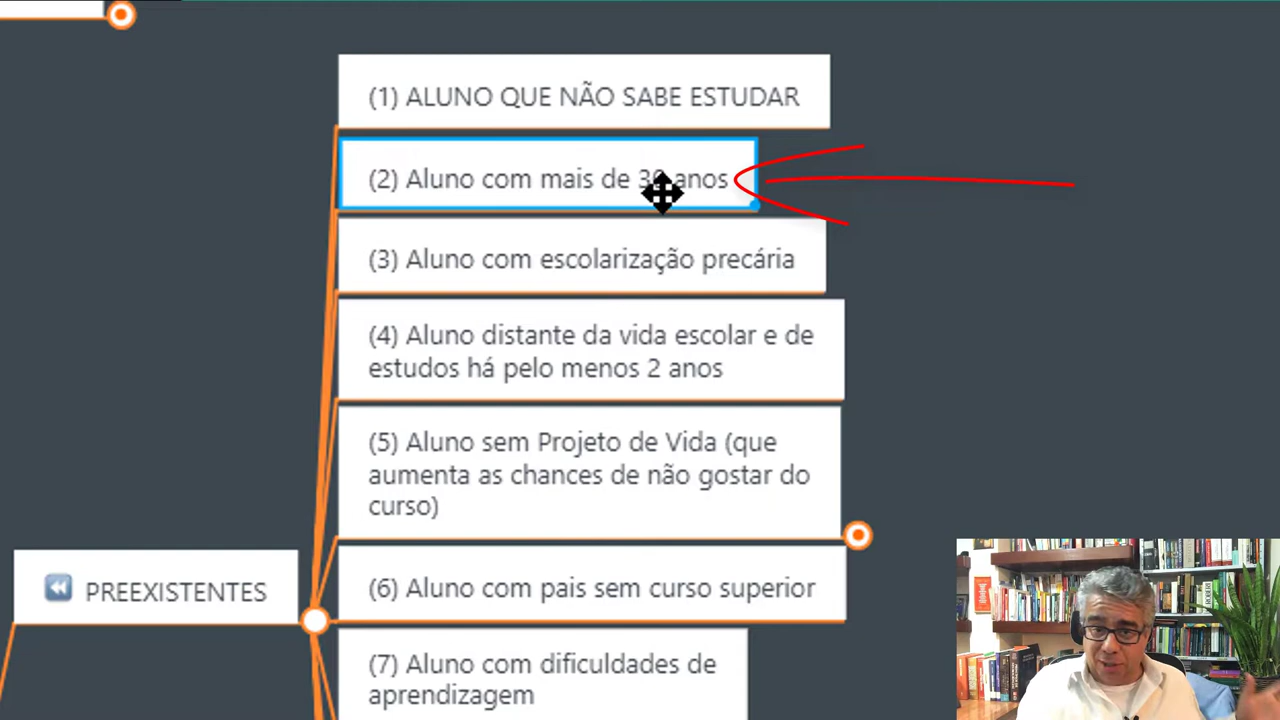 (1) ALUNO QUE NÃO SABE ESTUDAR
(2) Aluno com mais de 30 anos
(3) Aluno com escolarização precária
(4) Aluno distante da vida escolar e de
estudos há pelo menos 2 anos
(5) Aluno sem Projeto de Vida (que
aumenta as chances de não gostar do
curso)
PREEXISTENTES
(6) Aluno com pais sem curso superior
(7) Aluno com dificuldades de
aprendizagem